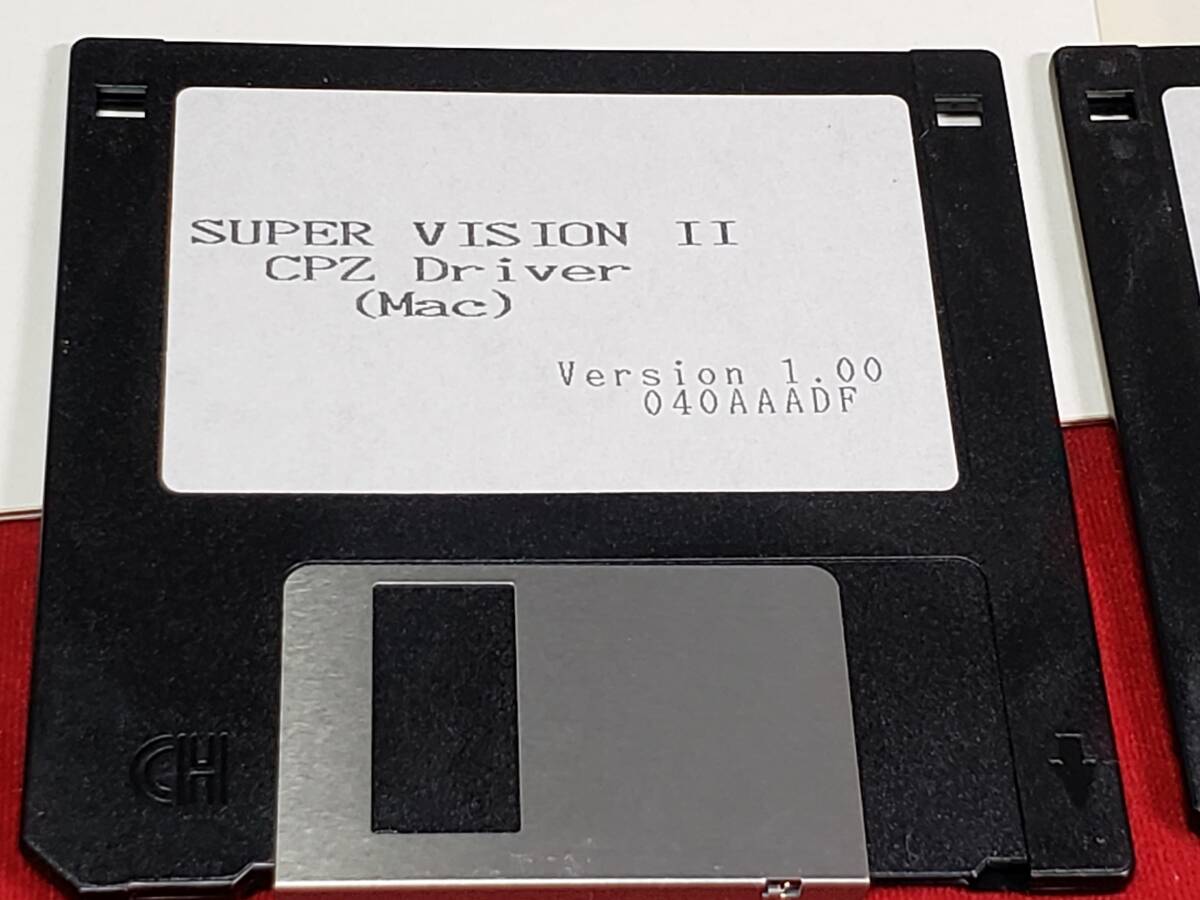 SUPER VISION II
CPZ Driver
(Mac)
Version 1.00
040AAADF